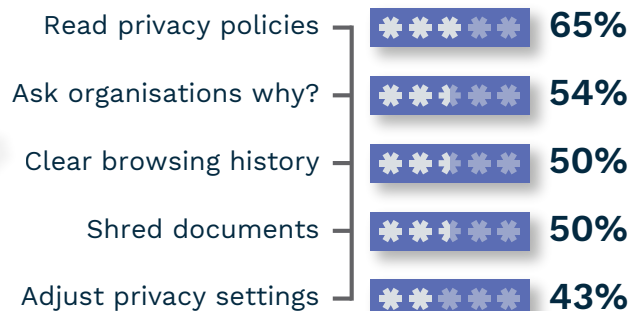 Read privacy policies 65%
Ask organisations why? 54%
Clear browsing history 50%
Shred documents 50%
Adjust privacy settings 43%